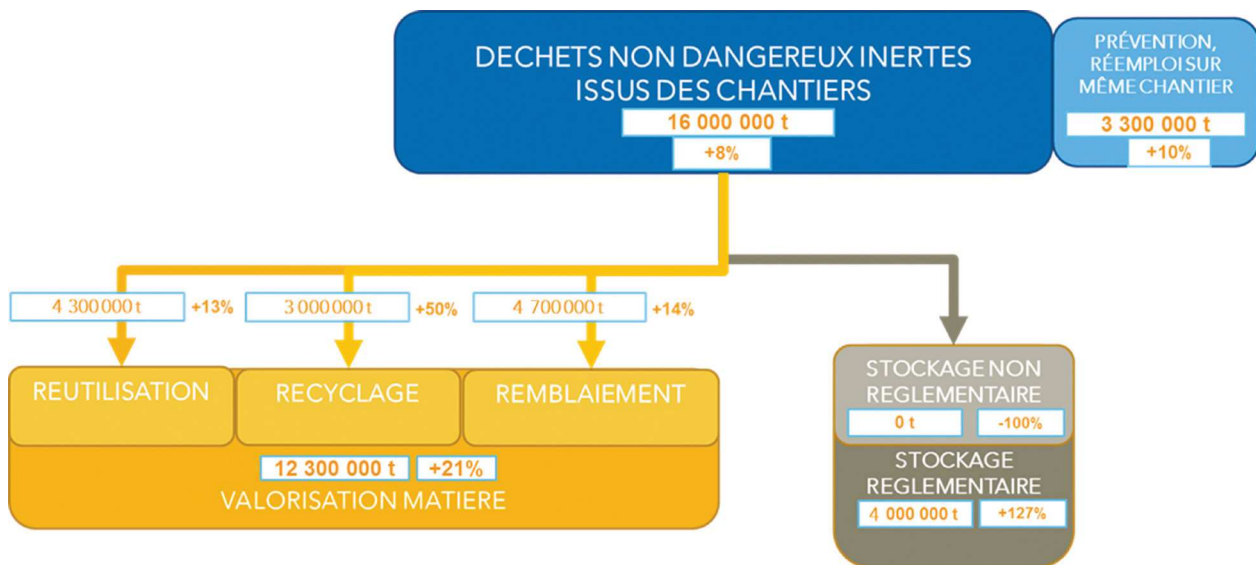 DECHETS NON DANGEREUX INERTES
ISSUS DES CHANTIERS
16 000 000 t
+8%
PRÉVENTION,
RÉEMPLOI SUR
MÊME CHANTIER
3 300 000 t
+10%
4 300 000 t +13%
3 000 000 t +50%
4 700 000 t +14%
REUTILISATION
RECYCLAGE
REMBLAIEMENT
12 300 000 t +21%
VALORISATION MATIERE
STOCKAGE NON
REGLEMENTAIRE
0 t -100%
STOCKAGE
REGLEMENTAIRE
4 000 000 t +127%